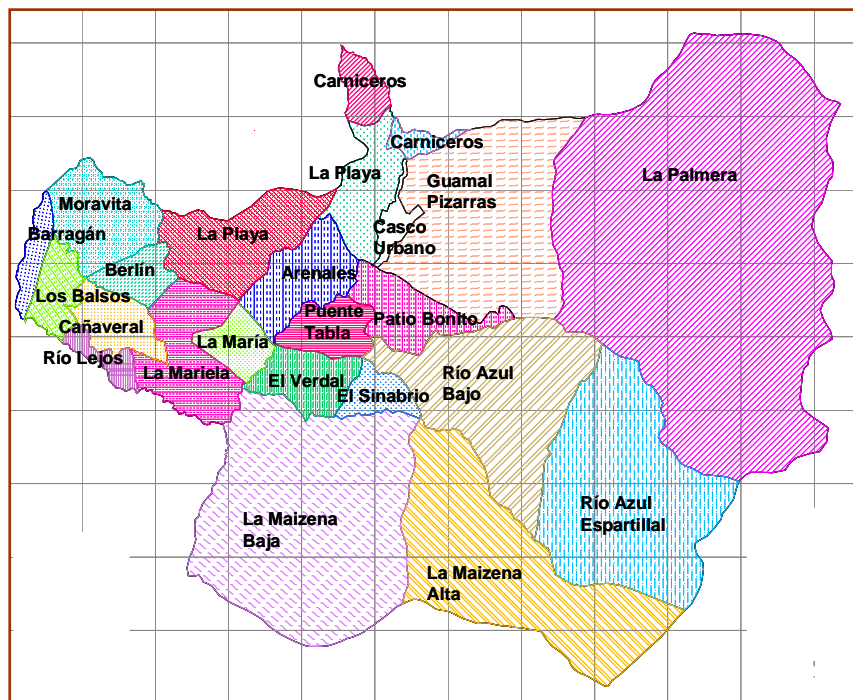 Carniceros
Carniceros
La Playa
La Palmera
Guamal
Pizarras
Moravita
Casco
Urbano
Barragán
La Playa
Berlín
Arenales
Los Balsos
Puente
Tabla
Patio Bonito
Cañaveral
La María
Río Lejos
La Mariela
El Verdal
Río Azul
Bajo
El Sinabrio
Río Azul
Espartillal
La Maizena
Baja
La Maizena
Alta